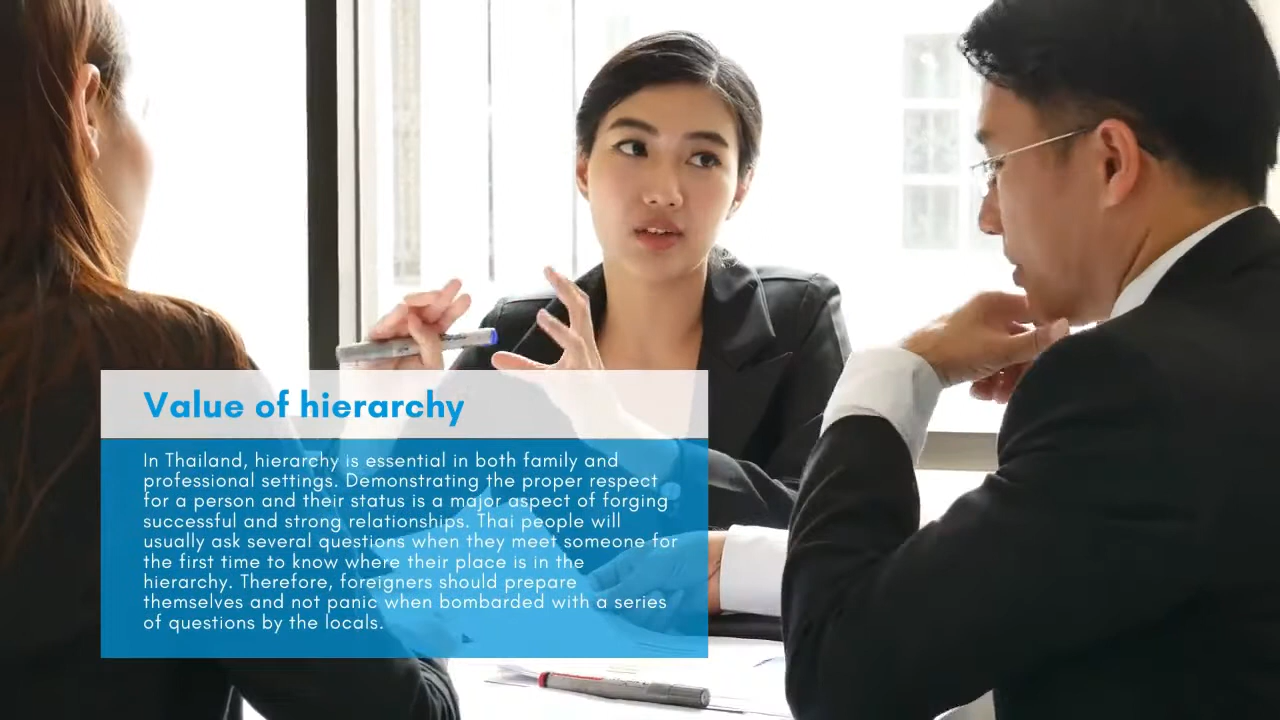 Value of hierarchy
In Thailand, hierarchy is essential in both family and
professional settings. Demonstrating the proper respect
for a person and their status is a major aspect of forging
successful and strong relationships. Thai people will
usually ask several questions when they meet someone for
the first time to know where their place is in the
hierarchy. Therefore, foreigners should prepare
themselves and not panic when bombarded with a series
of questions by the locals.